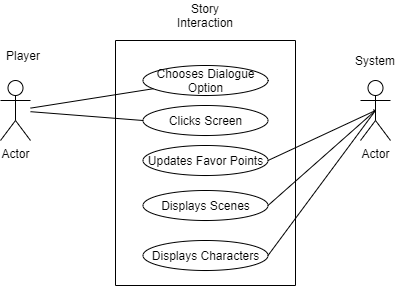 Story
Interaction
Player
System
Chooses Dialogue
Option
Clicks Screen
Updates Favor Points
Displays Scenes
Displays Characters
Actor
Actor